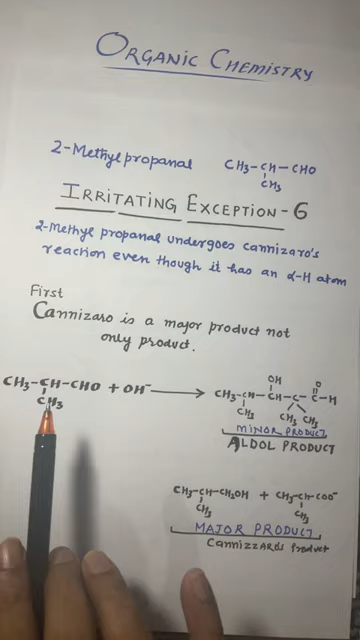 ORGANIC CHEMISTRY
2-Methylpropanal CH₃-CH-CHO
CH₃
IRRITATING EXCEPTION-6
2-Methyl propanal undergoes cannizaro's
reaction even though it has an α-H atom
First
Cannizaro is a major product not
only product.
OH O
CH₃-CH-CHO + OH⁻ → CH₃-CH-CH-C-C-H
CH₃ CH₃ CH₃ CH₃
MINOR PRODUCT
ALDOL PRODUCT
CH₃-CH-CH₂OH + CH₃-CH-COO⁻
CH₃ CH₃
MAJOR PRODUCT
Cannizzaro's Product